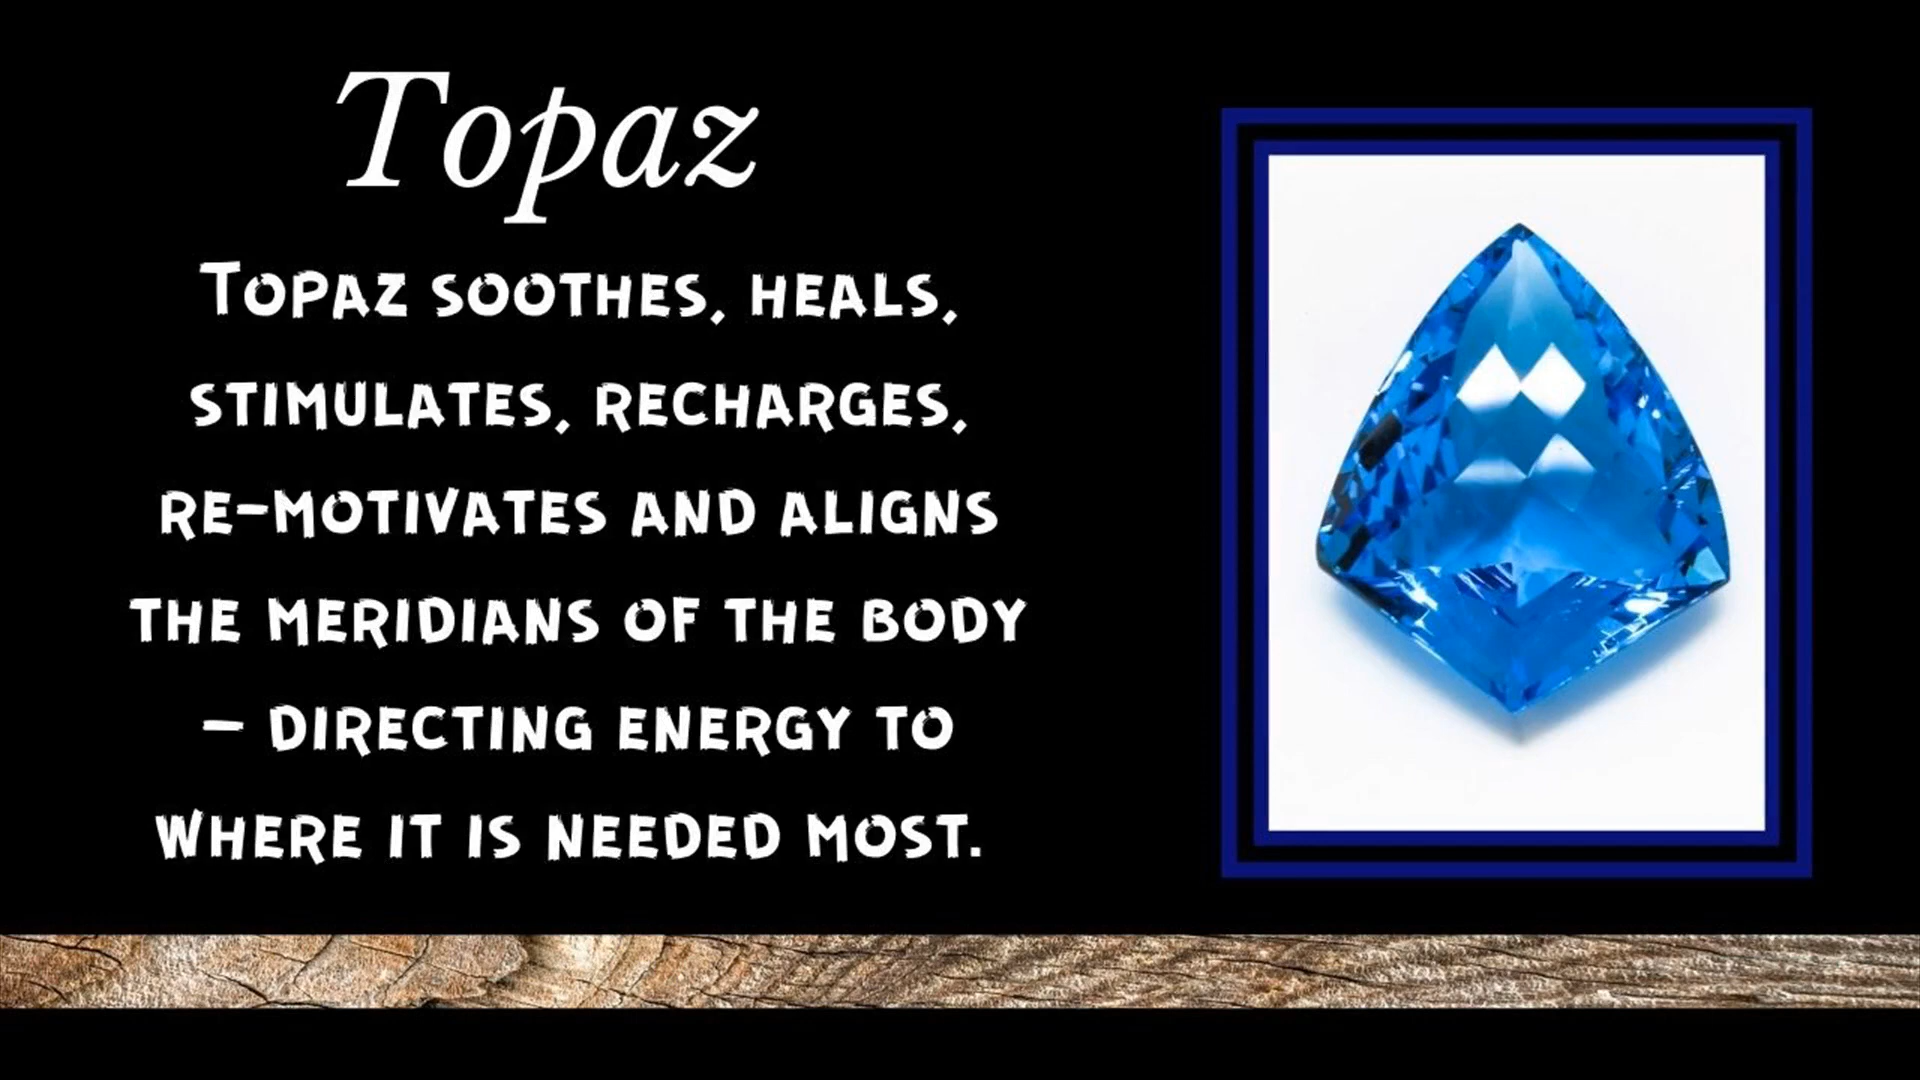 Topaz
Topaz soothes, heals,
stimulates, recharges,
re-motivates and aligns
the meridians of the body
– directing energy to
where it is needed most.